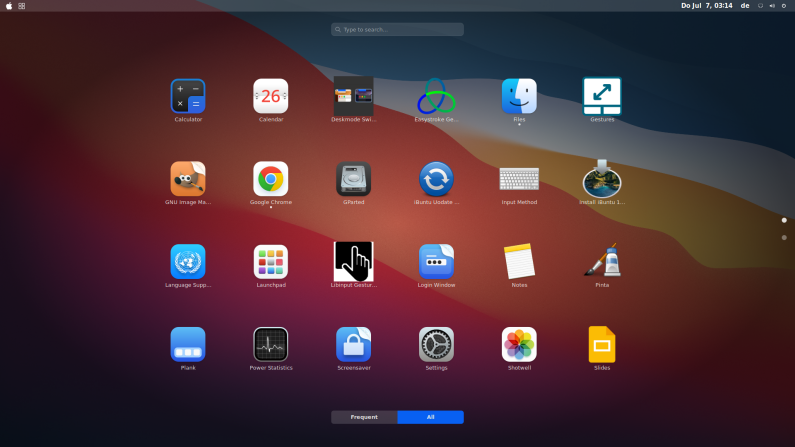 Do Jul 7, 03:14 de
Type to search...
26
Calculator Calendar Deskmode Swi... Easystroke Ge... Files Gestures
GNU Image Ma... Google Chrome GParted iBuntu Update ... Input Method Install iBuntu 1...
Language Supp... Launchpad Libinput Gestur... Login Window Notes Pinta
Plank Power Statistics Screensaver Settings Shotwell Slides
Frequent All